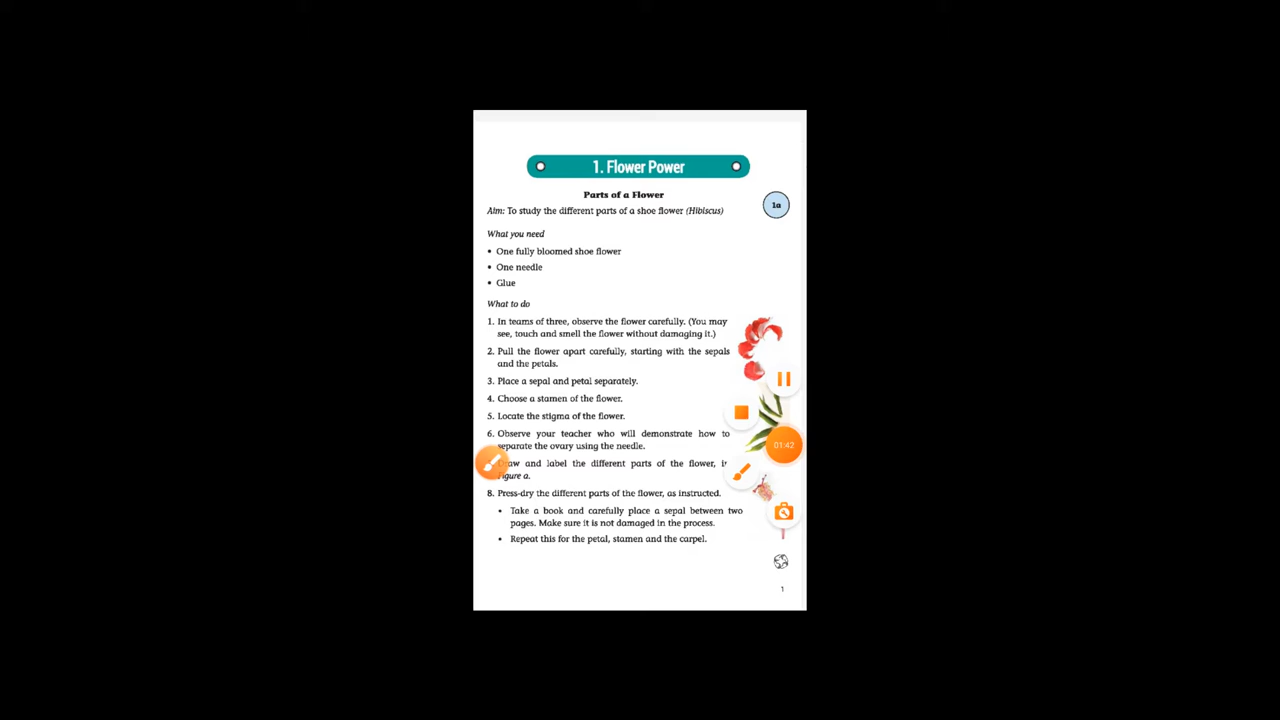 1. Flower Power
Parts of a Flower
1a
Aim: To study the different parts of a shoe flower (Hibiscus)
What you need
• One fully bloomed shoe flower
• One needle
• Glue
What to do
1. In teams of three, observe the flower carefully. (You may
see, touch and smell the flower without damaging it.)
2. Pull the flower apart carefully, starting with the sepals
and the petals.
3. Place a sepal and petal separately.
4. Choose a stamen of the flower.
5. Locate the stigma of the flower.
6. Observe your teacher who will demonstrate how to
separate the ovary using the needle.
and label the different parts of the flower,
a.
8. Press-dry the different parts of the flower, as instructed.
• Take a book and carefully place a sepal between two
pages. Make sure it is not damaged in the process.
• Repeat this for the petal, stamen and the carpel.
01:42
1